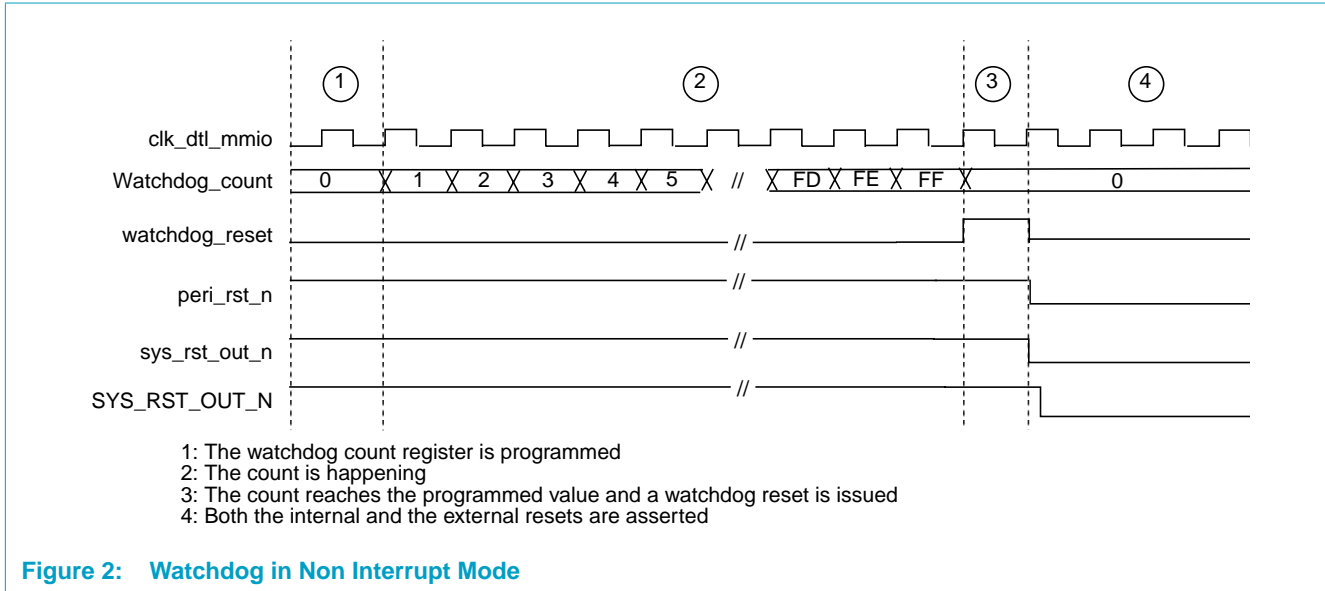 1 2 3 4
clk_dtl_mmio
Watchdog_count 0 1 2 3 4 5 // FD FE FF 0
watchdog_reset //
peri_rst_n //
sys_rst_out_n //
SYS_RST_OUT_N //
1: The watchdog count register is programmed
2: The count is happening
3: The count reaches the programmed value and a watchdog reset is issued
4: Both the internal and the external resets are asserted
Figure 2: Watchdog in Non Interrupt Mode